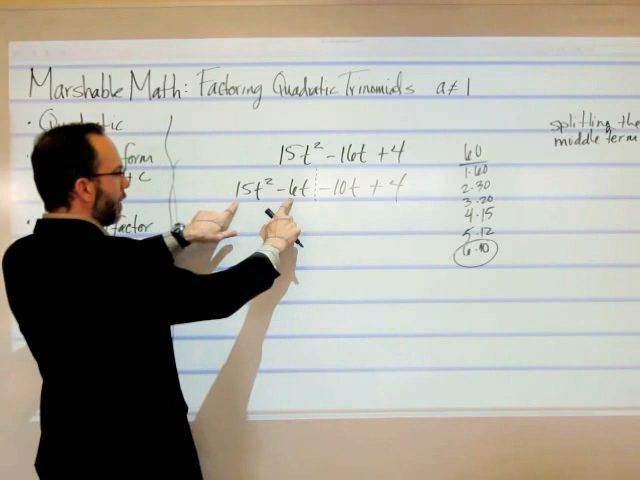 Marshable Math: Factoring Quadratic Trinomials a≠1
• Quadratic
form
+ C
factor
15t² - 16t + 4
15t² - 6t - 10t + 4
60
1·60
2·30
3·20
4·15
5·12
6·10
splitting the
middle term